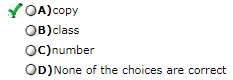 A)copy
B)class
C)number
D)None of the choices are correct